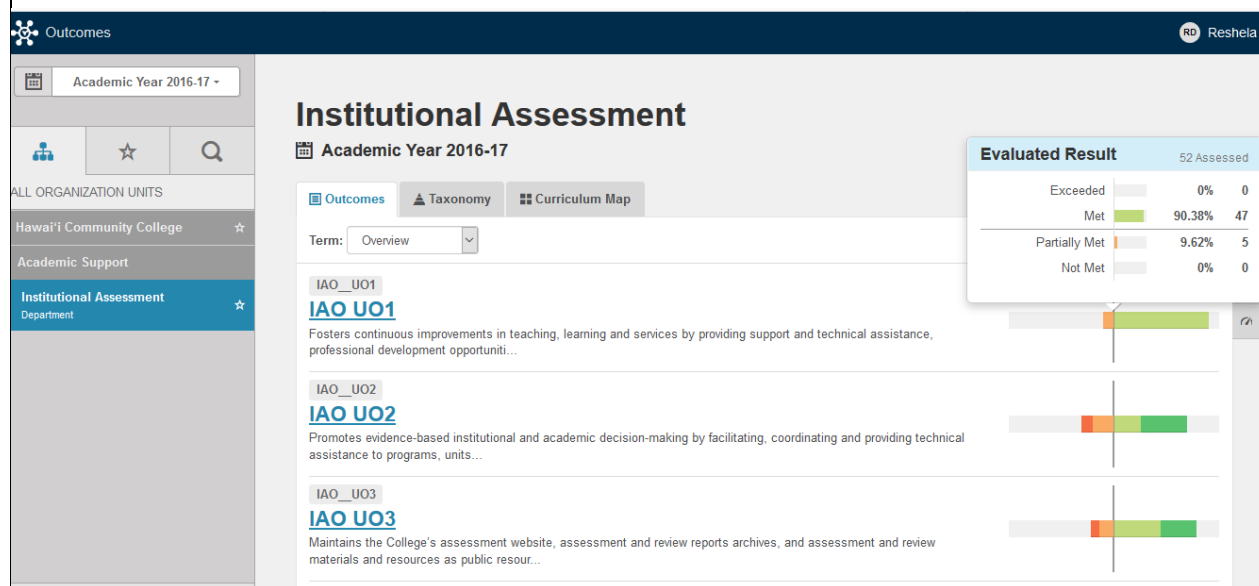 Outcomes
RD Reshela
Academic Year 2016-17
ALL ORGANIZATION UNITS
Hawai‘i Community College
Academic Support
Institutional Assessment
Department
Institutional Assessment
Academic Year 2016-17
Outcomes Taxonomy Curriculum Map
Term: Overview
Evaluated Result 52 Assessed
Exceeded 0% 0
Met 90.38% 47
Partially Met 9.62% 5
Not Met 0% 0
IAO__UO1
IAO UO1
Fosters continuous improvements in teaching, learning and services by providing support and technical assistance,
professional development opportuniti...
IAO__UO2
IAO UO2
Promotes evidence-based institutional and academic decision-making by facilitating, coordinating and providing technical
assistance to programs, units...
IAO__UO3
IAO UO3
Maintains the College's assessment website, assessment and review reports archives, and assessment and review
materials and resources as public resour...